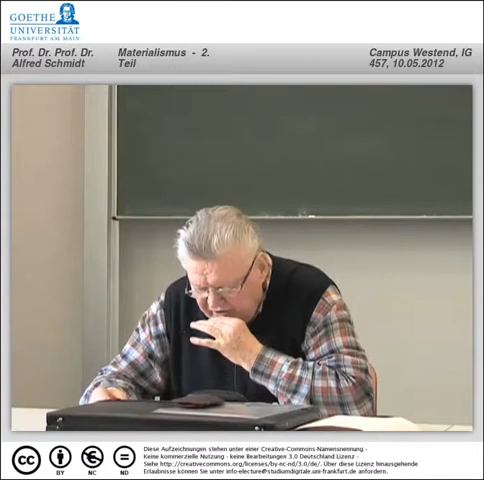 GOETHE
UNIVERSITÄT
FRANKFURT AM MAIN
Prof. Dr. Prof. Dr.
Alfred Schmidt
Materialismus - 2.
Teil
Campus Westend, IG
457, 10.05.2012
cc
BY
NC
ND
Diese Aufzeichnungen stehen unter einer Creative-Commons-Namensnennung -
Keine kommerzielle Nutzung - keine Bearbeitungen 3.0 Deutschland Lizenz -
Siehe http://creativecommons.org/licenses/by-nc-nd/3.0/de/. Über diese Lizenz hinausgehende
Erlaubnisse können Sie unter info-electure@studiumdigitale.uni-frankfurt.de anfordern.